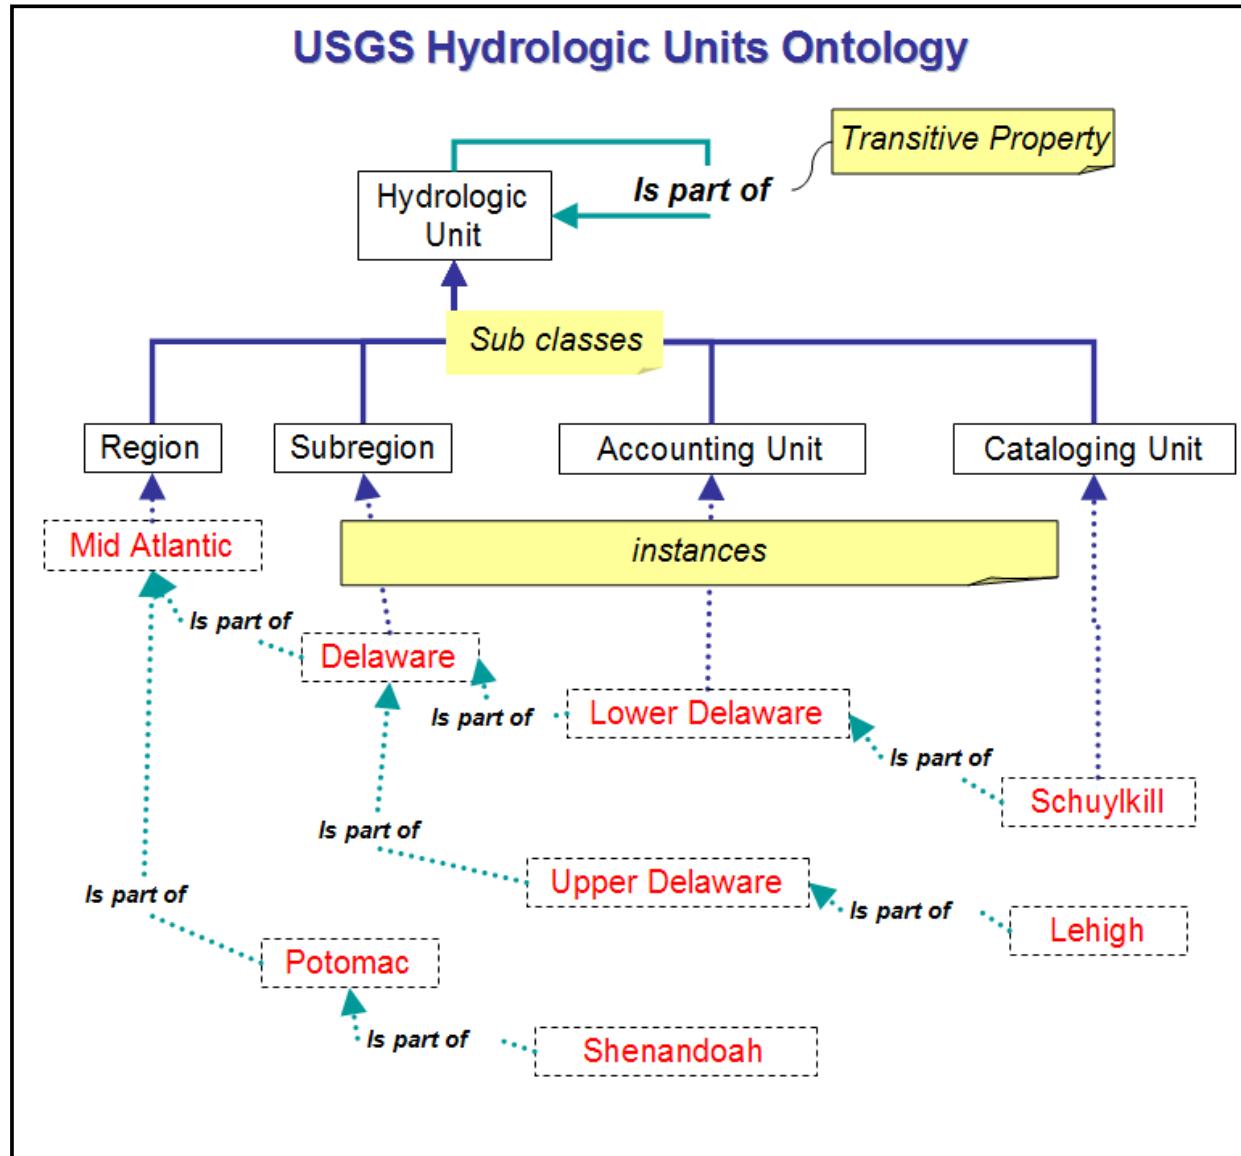 USGS Hydrologic Units Ontology
Transitive Property
Hydrologic
Unit
Is part of
Sub classes
Region
Subregion
Accounting Unit
Cataloging Unit
Mid Atlantic
instances
Is part of
Delaware
Is part of
Lower Delaware
Is part of
Schuylkill
Is part of
Upper Delaware
Is part of
Lehigh
Is part of
Potomac
Is part of
Shenandoah